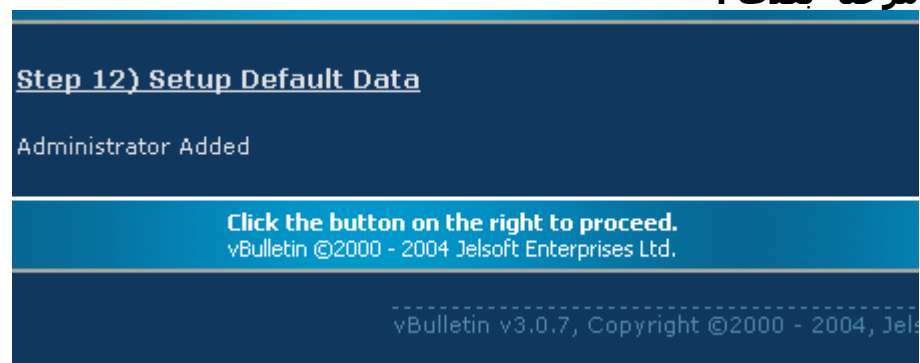 Step 12) Setup Default Data
Administrator Added
Click the button on the right to proceed.
vBulletin ©2000 - 2004 Jelsoft Enterprises Ltd.
vBulletin v3.0.7, Copyright ©2000 - 2004, Jels